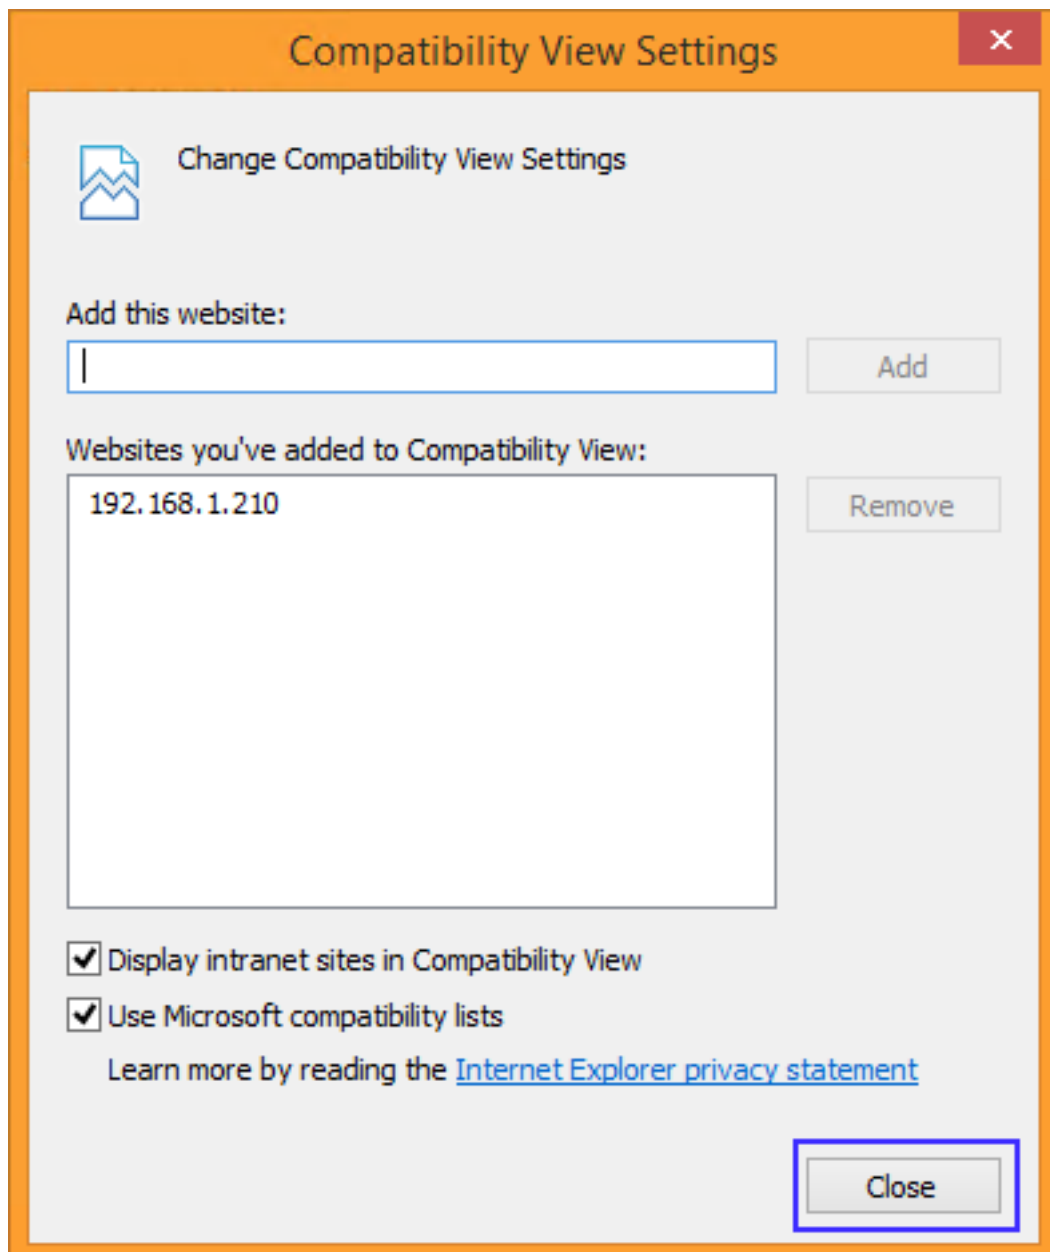 Compatibility View Settings
Change Compatibility View Settings
Add this website:
Add
Websites you've added to Compatibility View:
192.168.1.210
Remove
Display intranet sites in Compatibility View
Use Microsoft compatibility lists
Learn more by reading the Internet Explorer privacy statement
Close